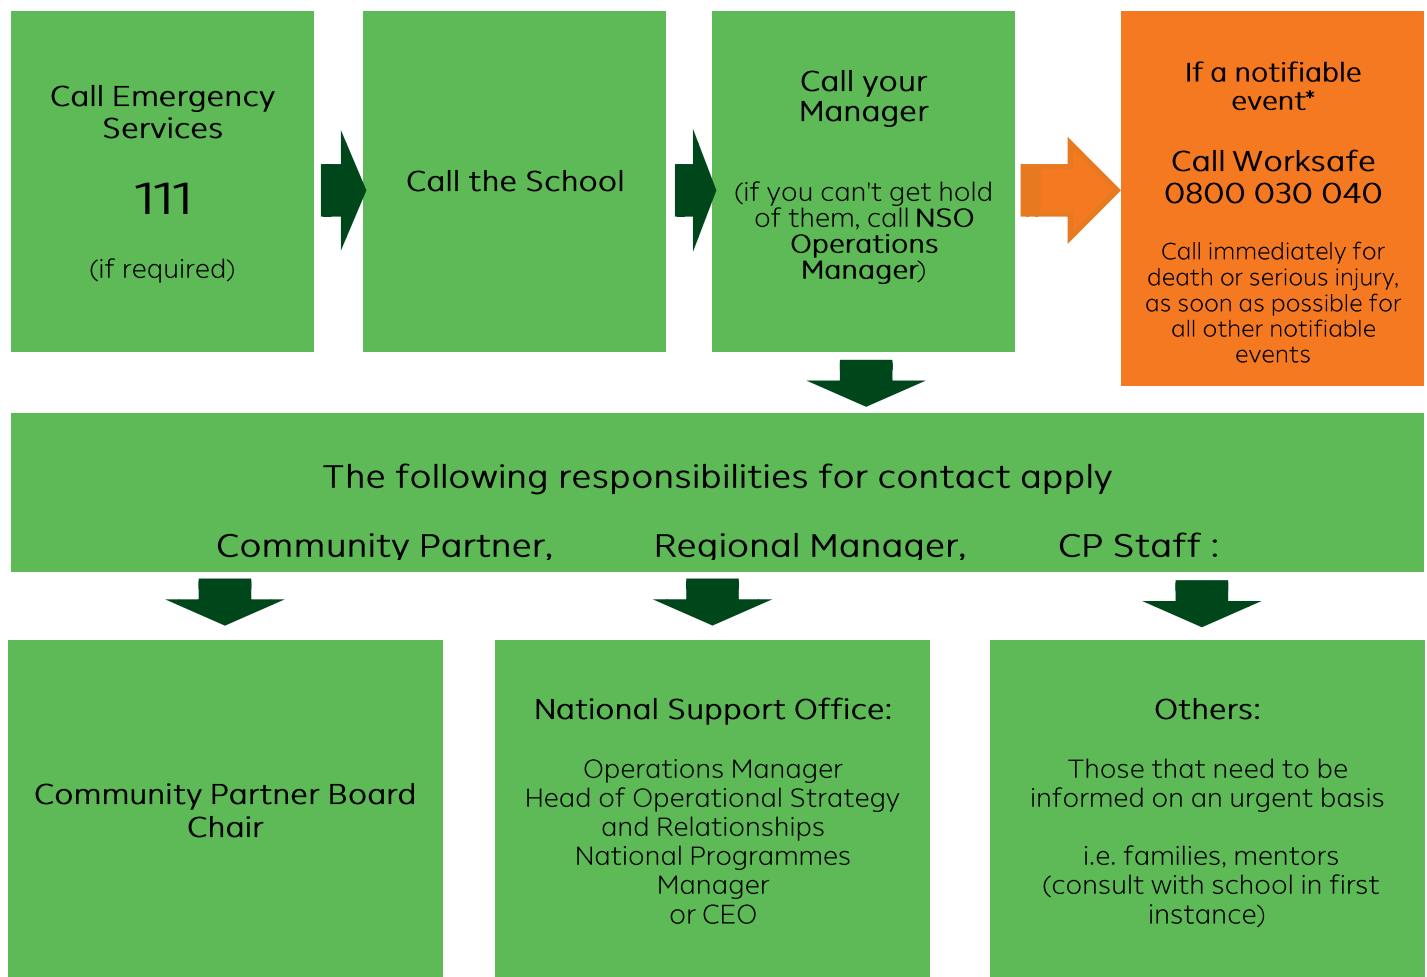 Call Emergency
Services
111
(if required)
Call the School
Call your
Manager
(if you can't get hold
of them, call NSO
Operations
Manager)
If a notifiable
event*
Call Worksafe
0800 030 040
Call immediately for
death or serious injury,
as soon as possible for
all other notifiable
events
The following responsibilities for contact apply
Community Partner, Regional Manager, CP Staff :
Community Partner Board
Chair
National Support Office:
Operations Manager
Head of Operational Strategy
and Relationships
National Programmes
Manager
or CEO
Others:
Those that need to be
informed on an urgent basis
i.e. families, mentors
(consult with school in first
instance)